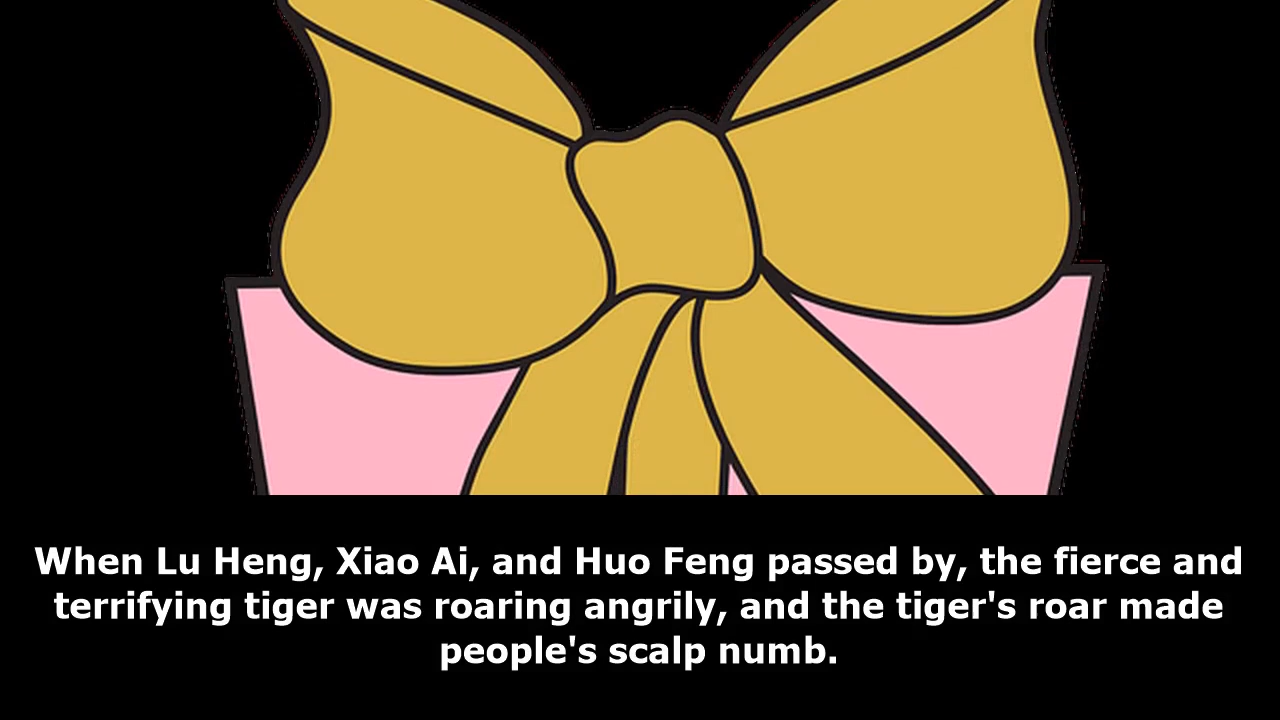 When Lu Heng, Xiao Ai, and Huo Feng passed by, the fierce and
terrifying tiger was roaring angrily, and the tiger's roar made
people's scalp numb.